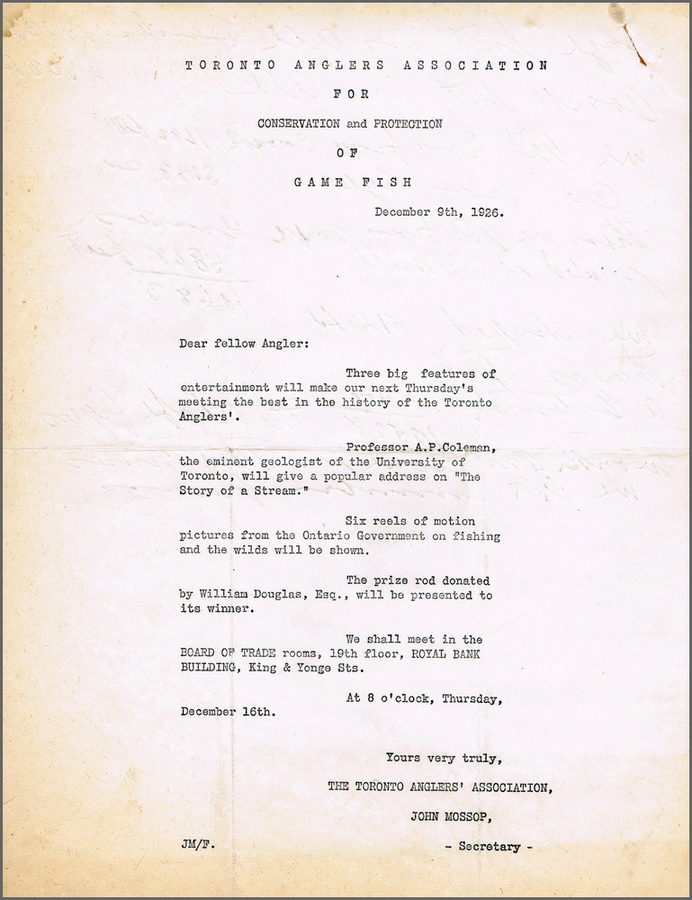 TORONTO ANGLERS ASSOCIATION
FOR
CONSERVATION and PROTECTION
OF
GAME FISH
December 9th, 1926.
Dear fellow Angler:
Three big features of
entertainment will make our next Thursday's
meeting the best in the history of the Toronto
Anglers'.
Professor A.P.Coleman,
the eminent geologist of the University of
Toronto, will give a popular address on "The
Story of a Stream."
Six reels of motion
pictures from the Ontario Government on fishing
and the wilds will be shown.
The prize rod donated
by William Douglas, Esq., will be presented to
its winner.
We shall meet in the
BOARD OF TRADE rooms, 19th floor, ROYAL BANK
BUILDING, King & Yonge Sts.
At 8 o'clock, Thursday,
December 16th.
Yours very truly,
THE TORONTO ANGLERS' ASSOCIATION,
JOHN MOSSOP,
JM/F. - Secretary -